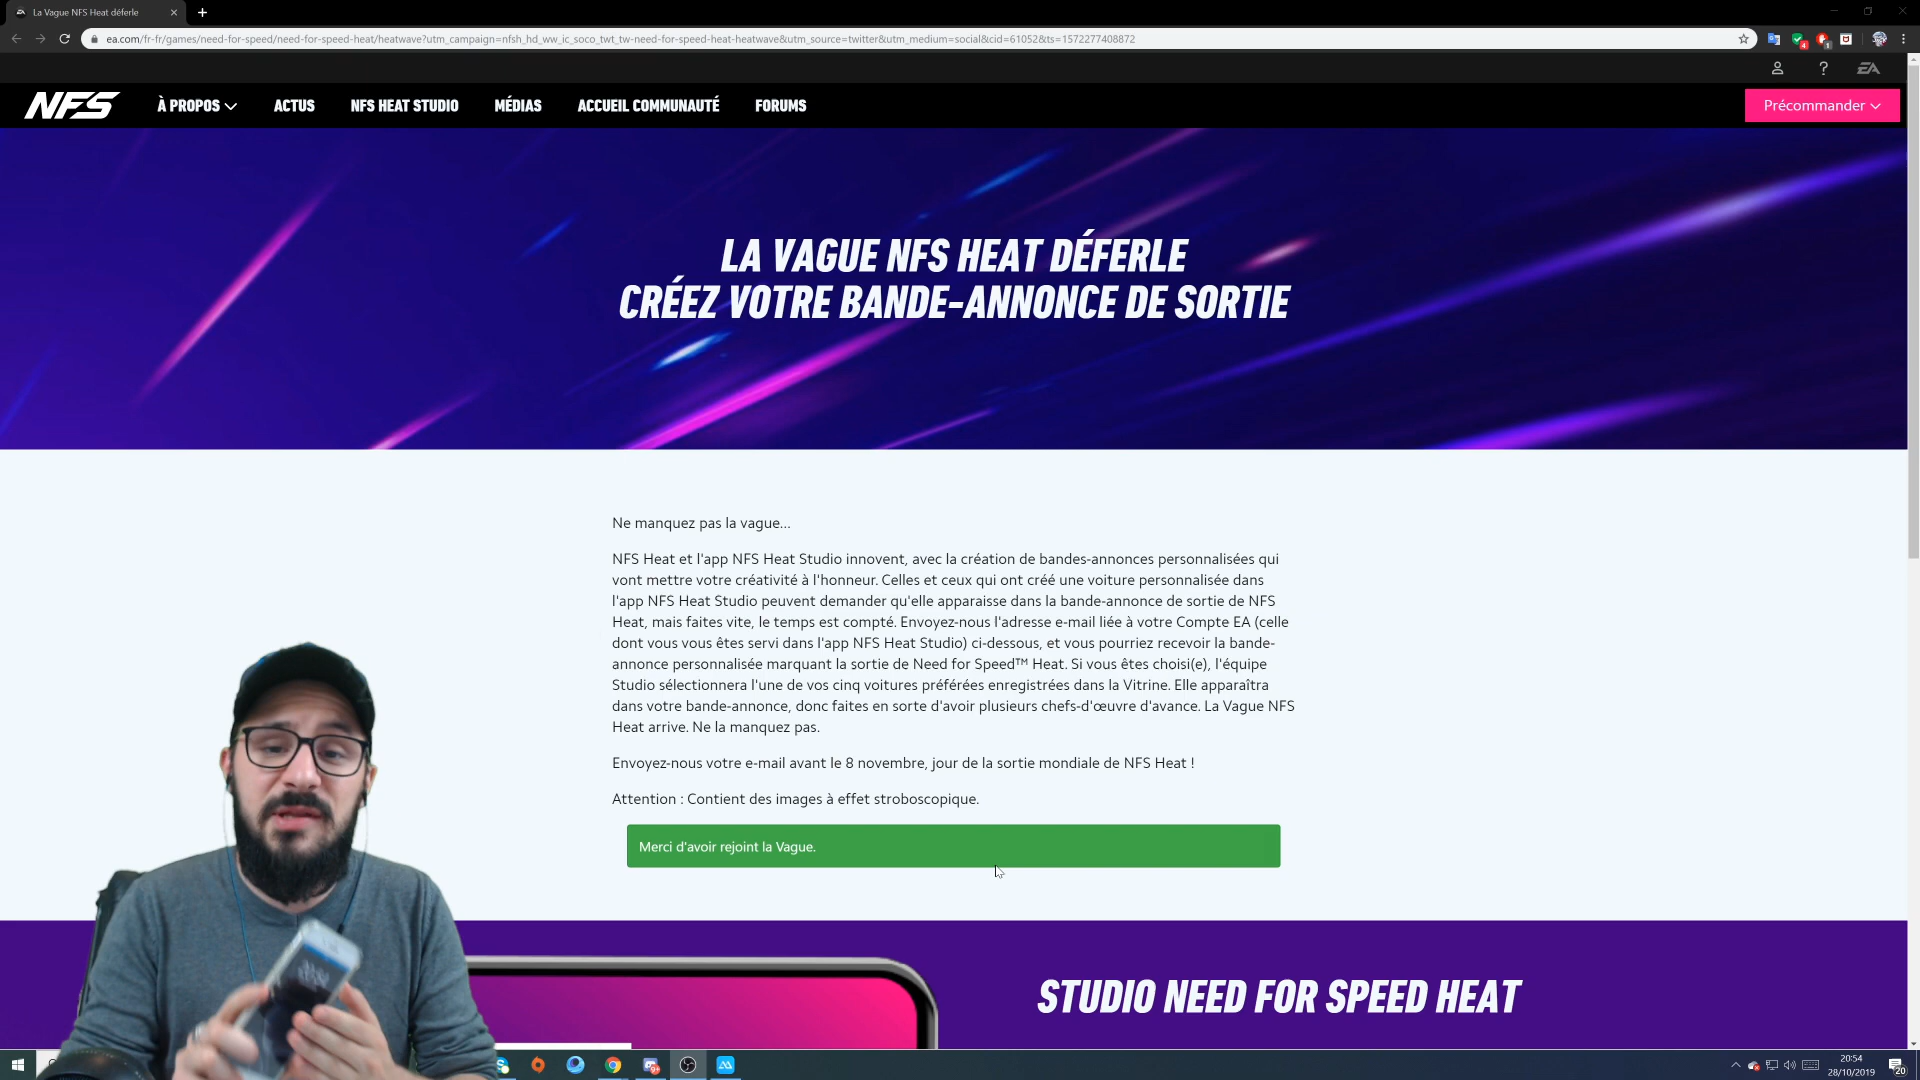 La Vague NFS Heat déferle
ea.com/fr-fr/games/need-for-speed/need-for-speed-heat/heatwave?utm_campaign=nfsh_hd_ww_ic_soco_twt_tw-need-for-speed-heat-heatwave&utm_source=twitter&utm_medium=social&cid=61052&ts=1572277408872
EA
NFS À PROPOS ACTUS NFS HEAT STUDIO MÉDIAS ACCUEIL COMMUNAUTÉ FORUMS Précommander
LA VAGUE NFS HEAT DÉFERLE
CRÉEZ VOTRE BANDE-ANNONCE DE SORTIE
Ne manquez pas la vague...
NFS Heat et l'app NFS Heat Studio innovent, avec la création de bandes-annonces personnalisées qui
vont mettre votre créativité à l'honneur. Celles et ceux qui ont créé une voiture personnalisée dans
l'app NFS Heat Studio peuvent demander qu'elle apparaisse dans la bande-annonce de sortie de NFS
Heat, mais faites vite, le temps est compté. Envoyez-nous l'adresse e-mail liée à votre Compte EA (celle
dont vous vous êtes servi dans l'app NFS Heat Studio) ci-dessous, et vous pourriez recevoir la bande-
annonce personnalisée marquant la sortie de Need for Speed™ Heat. Si vous êtes choisi(e), l'équipe
Studio sélectionnera l'une de vos cinq voitures préférées enregistrées dans la Vitrine. Elle apparaîtra
dans votre bande-annonce, donc faites en sorte d'avoir plusieurs chefs-d'œuvre d'avance. La Vague NFS
Heat arrive. Ne la manquez pas.
Envoyez-nous votre e-mail avant le 8 novembre, jour de la sortie mondiale de NFS Heat !
Attention : Contient des images à effet stroboscopique.
Merci d'avoir rejoint la Vague.
STUDIO NEED FOR SPEED HEAT
20:54
28/10/2019
20